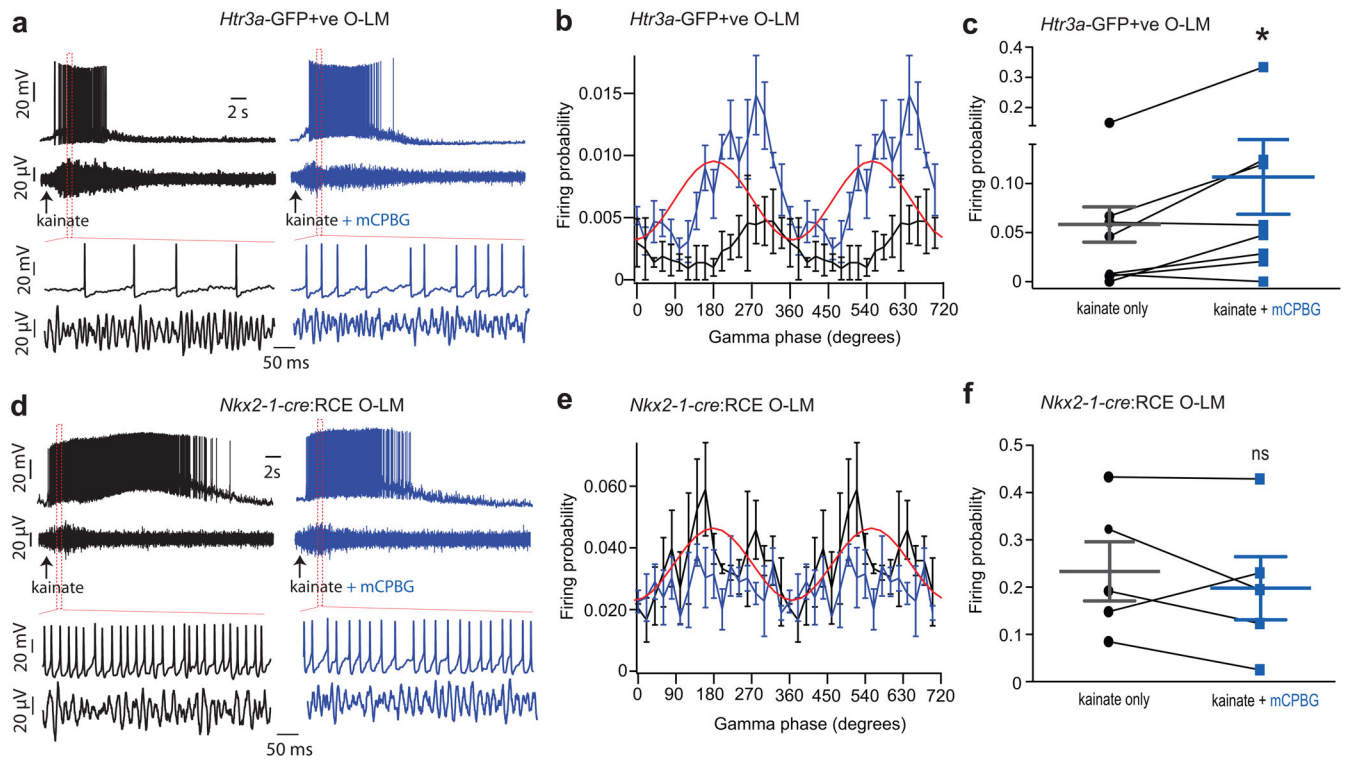 a
Htr3a-GFP+ve O-LM
20 mV
2 s
20 µV
kainate
kainate + mCPBG
20 mV
20 µV
50 ms
b
Htr3a-GFP+ve O-LM
Firing probability
0.015
0.010
0.005
0
0 90 180 270 360 450 540 630 720
Gamma phase (degrees)
c
Htr3a-GFP+ve O-LM
*
Firing probability
0.4
0.3
0.2
0.10
0.05
0
kainate only
kainate + mCPBG
d
Nkx2-1-cre:RCE O-LM
20 mV
2s
20 µV
kainate
kainate + mCPBG
20 mV
20 µV
50 ms
e
Nkx2-1-cre:RCE O-LM
Firing probability
0.060
0.040
0.020
0
0 90 180 270 360 450 540 630 720
Gamma phase (degrees)
f
Nkx2-1-cre:RCE O-LM
ns
Firing probability
0.5
0.4
0.3
0.2
0.1
0
kainate only
kainate + mCPBG